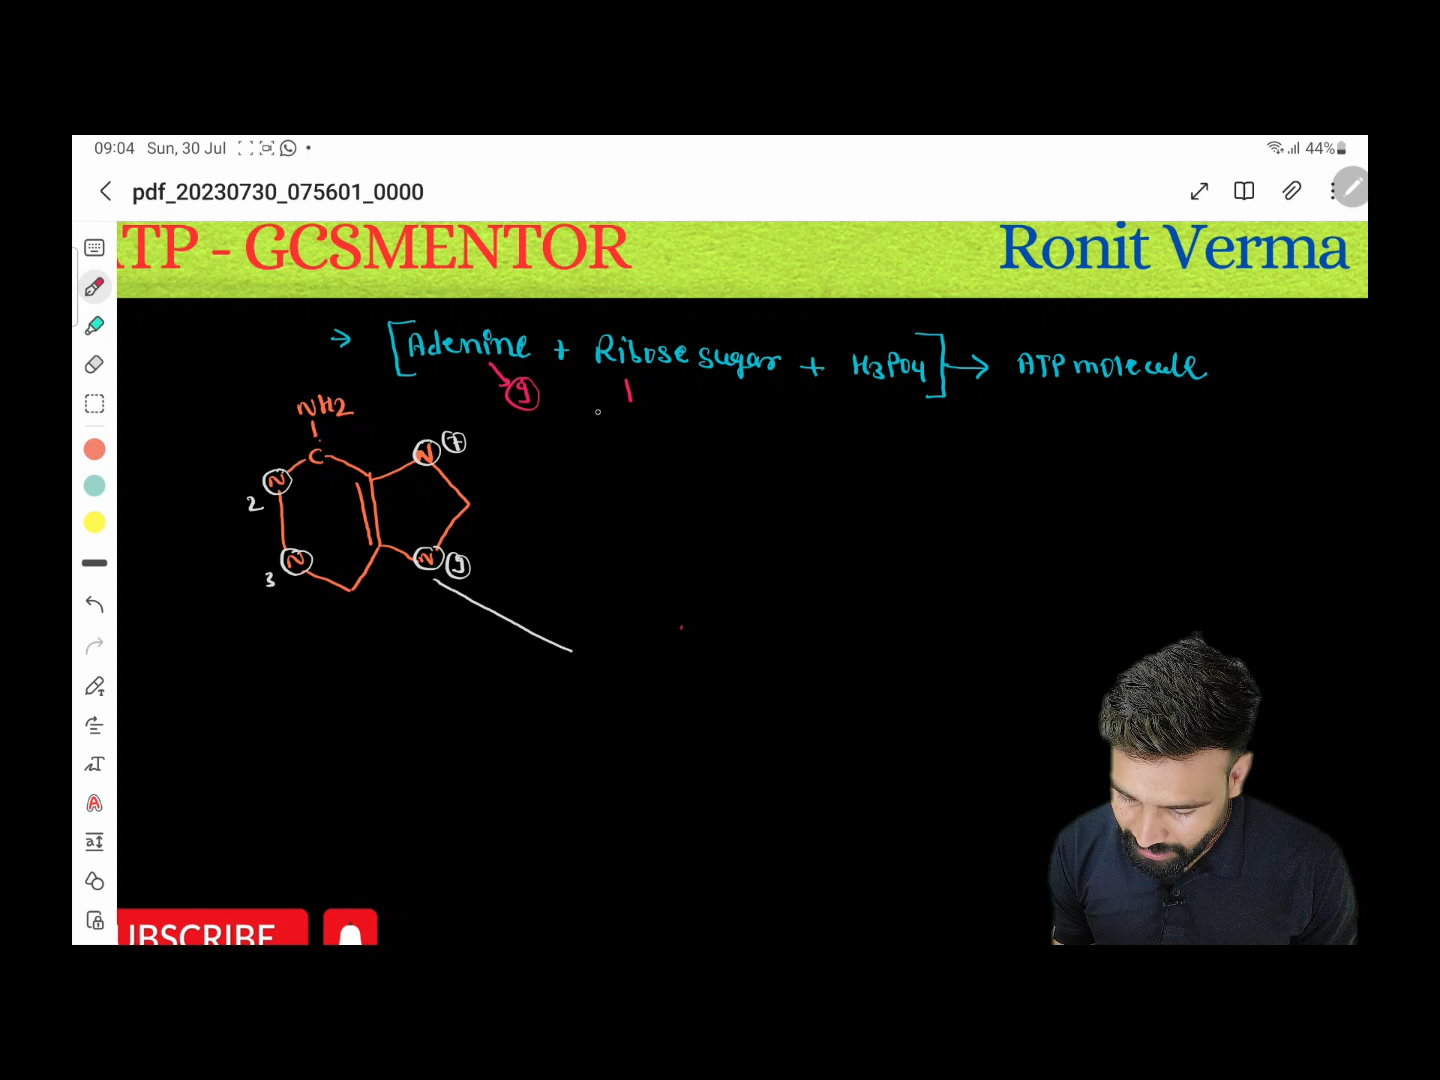 09:04 Sun, 30 Jul
44%
pdf_20230730_075601_0000
ATP - GCSMENTOR
Ronit Verma
→ [Adenine + Ribose sugar + H3PO4] → ATP molecule
9
1
NH2
C
N 7
N
2
N
3
N 9
UBSCRIBE